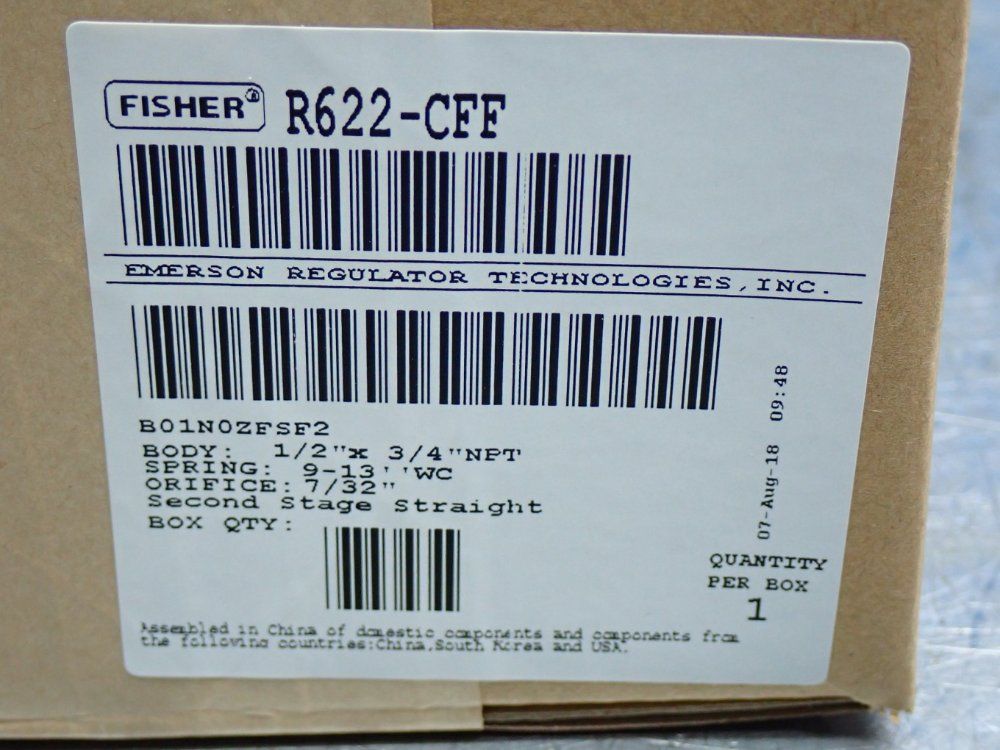 FISHER® R622-CFF
EMERSON REGULATOR TECHNOLOGIES, INC.
B01N0ZFSF2
BODY: 1/2"x 3/4"NPT
SPRING: 9-13''WC
ORIFICE: 7/32"
Second Stage Straight
BOX QTY:
07-Aug-18 09:48
QUANTITY
PER BOX
1
Assembled in China of domestic components and components from
the following countries:China,South Korea and USA.